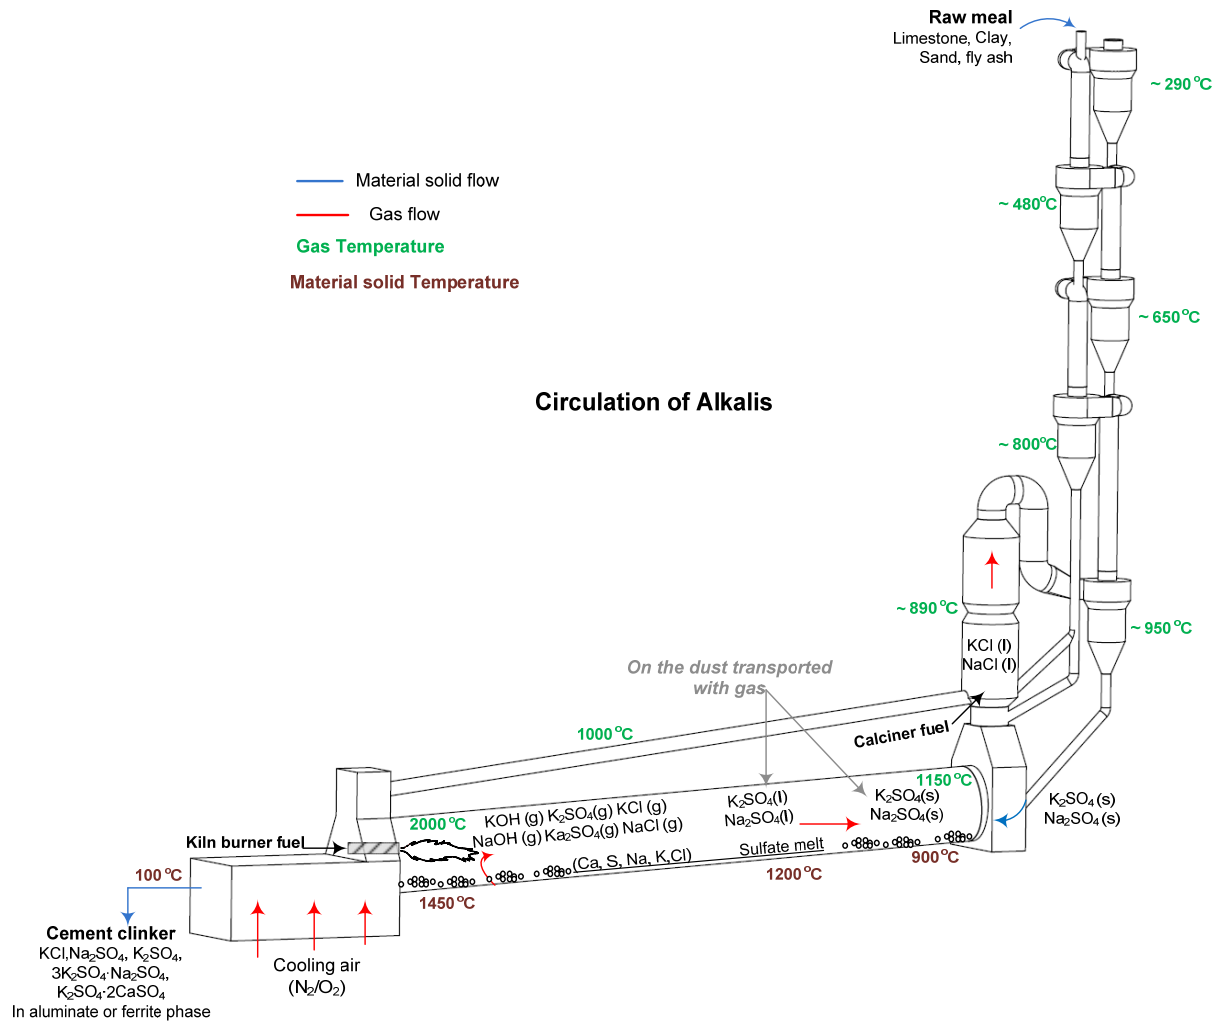 Raw meal
Limestone, Clay,
Sand, fly ash
~ 290 °C
Material solid flow
Gas flow
Gas Temperature
Material solid Temperature
~ 480°C
~ 650 °C
Circulation of Alkalis
~ 800°C
~ 890 °C
~ 950 °C
KCl (l)
NaCl (l)
On the dust transported
with gas
Calciner fuel
1000 °C
1150 °C
K₂SO₄(l)
Na₂SO₄(l)
K₂SO₄(s)
Na₂SO₄(s)
K₂SO₄ (s)
Na₂SO₄ (s)
2000 °C
KOH (g) K₂SO₄(g) KCl (g)
NaOH (g) Ka₂SO₄(g) NaCl (g)
Kiln burner fuel
(Ca, S, Na, K,Cl)
Sulfate melt
900°C
1200 °C
1450 °C
100 °C
Cement clinker
KCl,Na₂SO₄, K₂SO₄,
3K₂SO₄·Na₂SO₄,
K₂SO₄·2CaSO₄
In aluminate or ferrite phase
Cooling air
(N₂/O₂)